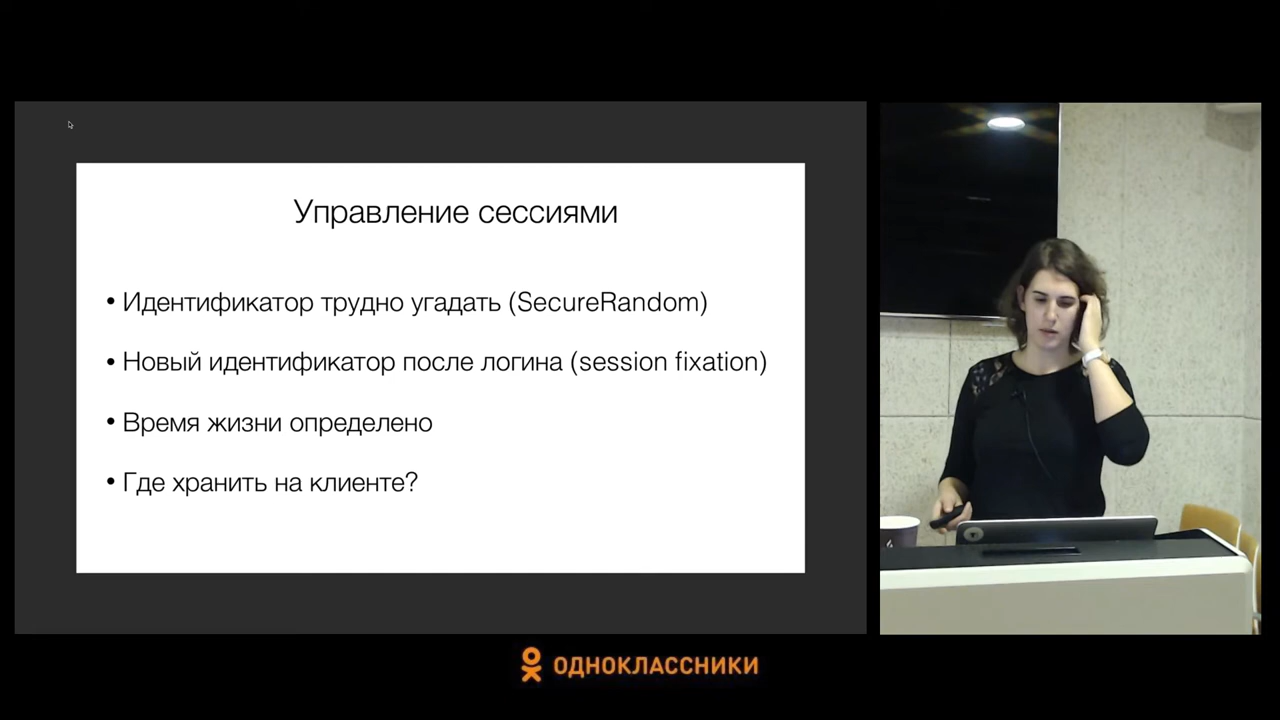 Управление сессиями
• Идентификатор трудно угадать (SecureRandom)
• Новый идентификатор после логина (session fixation)
• Время жизни определено
• Где хранить на клиенте?
ОДНОКЛАССНИКИ